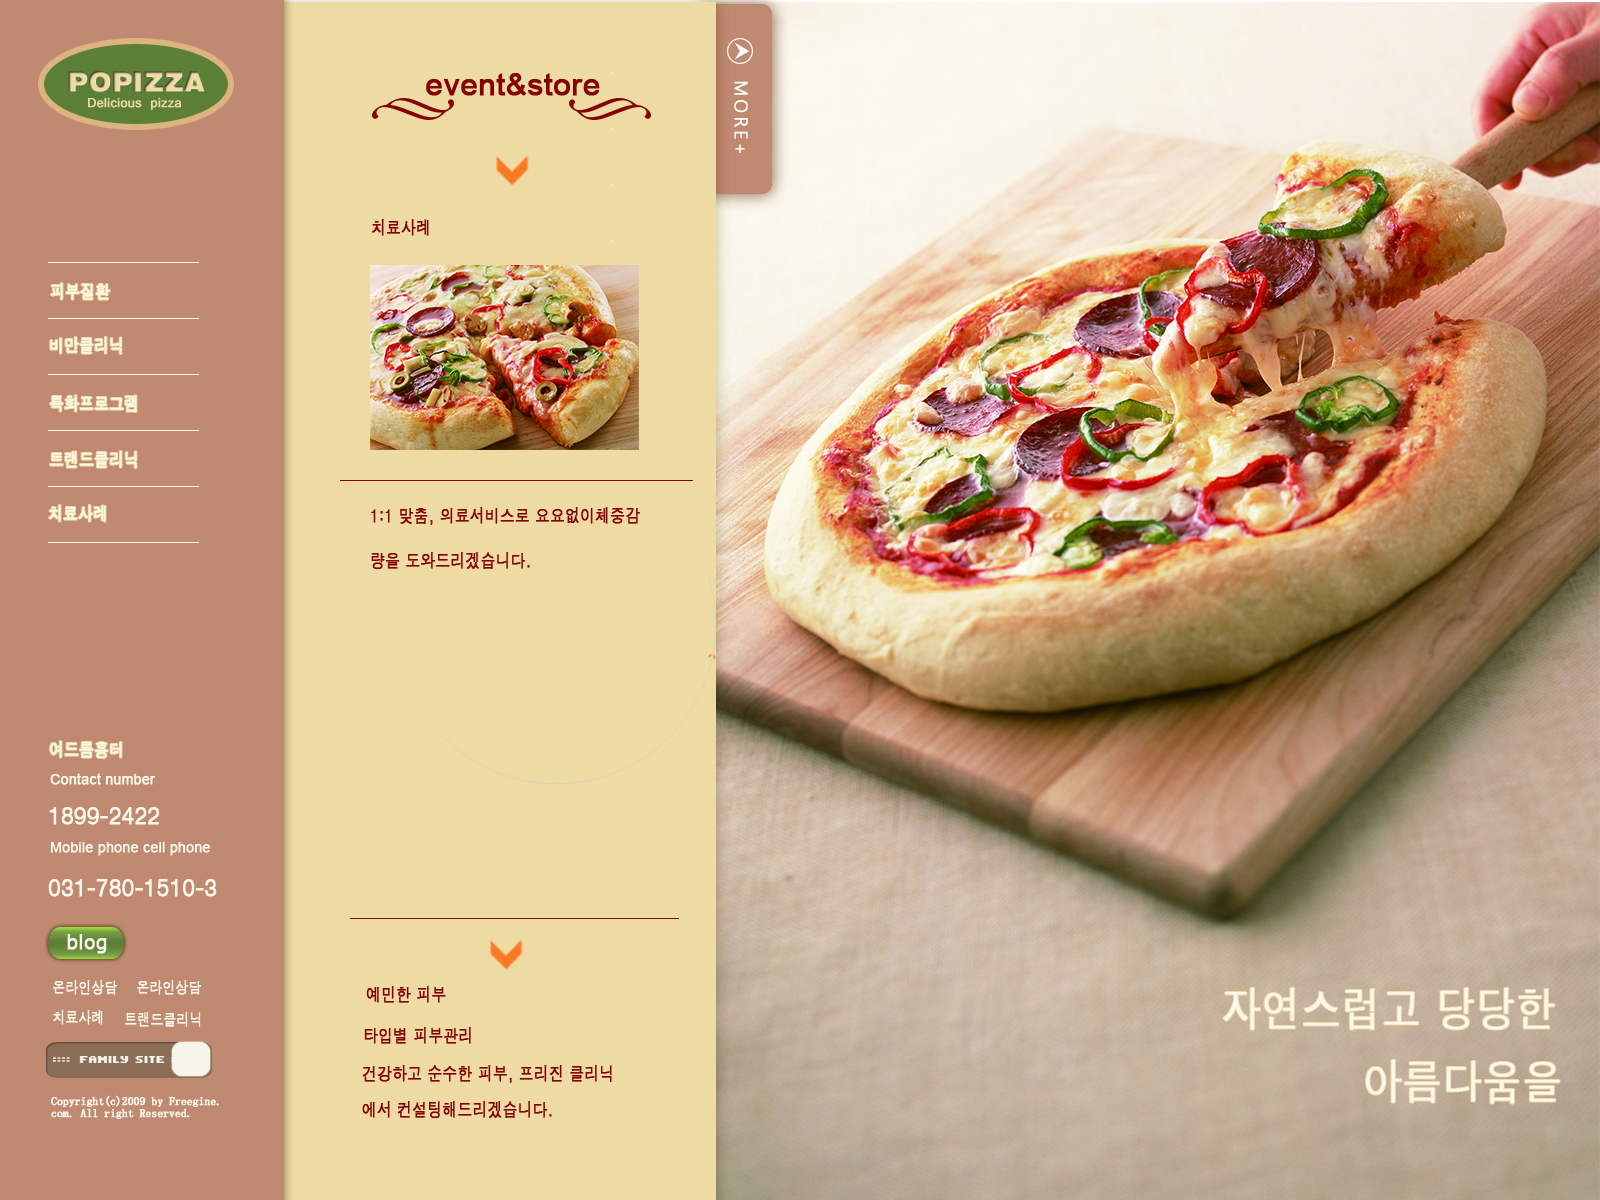 POPIZZA
Delicious pizza
피부질환
비만클리닉
특화프로그램
트랜드클리닉
치료사례
여드름흉터
Contact number
1899-2422
Mobile phone cell phone
031-780-1510-3
blog
온라인상담 온라인상담
치료사례 트랜드클리닉
:::: FAMILY SITE
Copyright(c)2009 by Freegine.
com. All right Reserved.
event&store
치료사례
1:1 맞춤, 의료서비스로 요요없이체중감
량을 도와드리겠습니다.
예민한 피부
타입별 피부관리
건강하고 순수한 피부, 프리진 클리닉
에서 컨설팅해드리겠습니다.
MORE+
자연스럽고 당당한
아름다움을